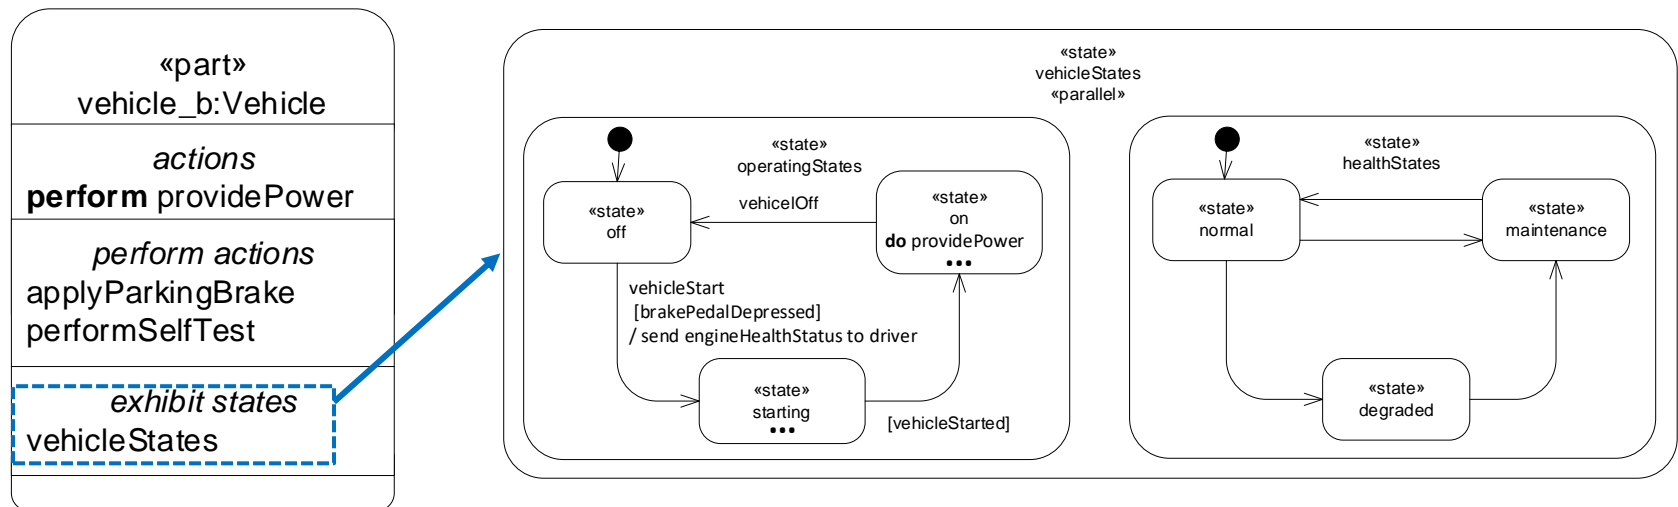 «part»
vehicle_b:Vehicle
actions
perform providePower
perform actions
applyParkingBrake
performSelfTest
exhibit states
vehicleStates
«state»
vehicleStates
«parallel»
«state»
operatingStates
«state»
off
vehicelOff
«state»
on
do providePower
•••
vehicleStart
[brakePedalDepressed]
/ send engineHealthStatus to driver
«state»
starting
•••
[vehicleStarted]
«state»
healthStates
«state»
normal
«state»
maintenance
«state»
degraded